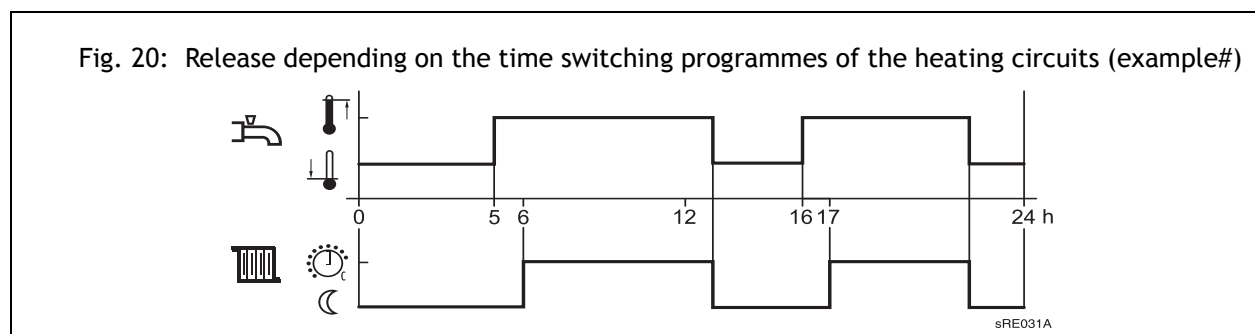 Fig. 20: Release depending on the time switching programmes of the heating circuits (example#)
0 5 6 12 16 17 24 h
C
sRE031A